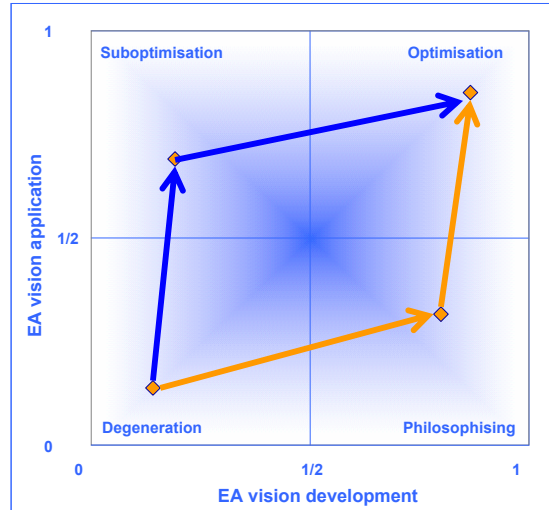 1
Suboptimisation
Optimisation
EA vision application
1/2
Degeneration
Philosophising
0
0
1/2
1
EA vision development